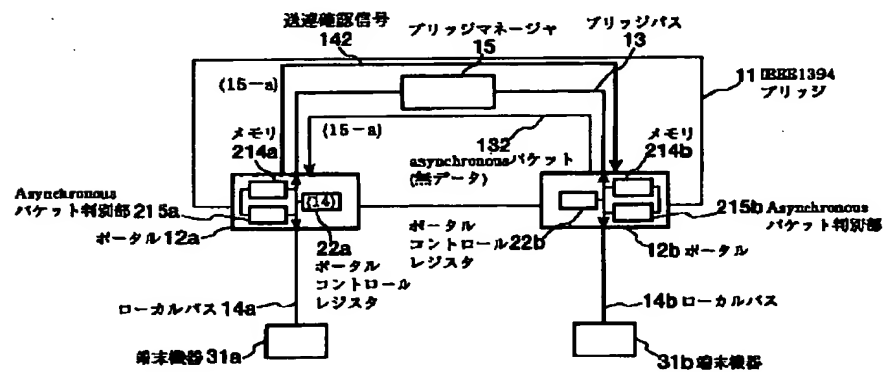 送達確認信号
142
ブリッジマネージャ
15
ブリッジバス
13
(15-a)
11 IEEE1394
ブリッジ
メモリ
214a
(15-a)
132
asynchronousパケット
(無データ)
メモリ
214b
Asynchronous
パケット判別部 215a
ポータル 12a
(14)
22a
ポータル
コントロール
レジスタ
ポータル
コントロール 22b
レジスタ
215b Asynchronous
パケット判別部
12b ポータル
ローカルバス 14a
14b ローカルバス
端末機器 31a
31b 端末機器